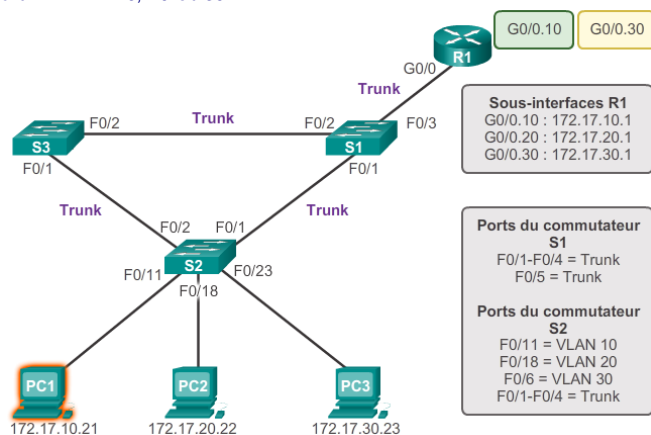 G0/0.10
G0/0.30
R1
G0/0
Trunk
Trunk
F0/2
F0/2
F0/3
S3
S1
F0/1
F0/1
Sous-interfaces R1
G0/0.10 : 172.17.10.1
G0/0.20 : 172.17.20.1
G0/0.30 : 172.17.30.1
Trunk
Trunk
F0/2
F0/1
S2
F0/11
F0/23
F0/18
Ports du commutateur
S1
F0/1-F0/4 = Trunk
F0/5 = Trunk
Ports du commutateur
S2
F0/11 = VLAN 10
F0/18 = VLAN 20
F0/6 = VLAN 30
F0/1-F0/4 = Trunk
PC1
PC2
PC3
172.17.10.21
172.17.20.22
172.17.30.23